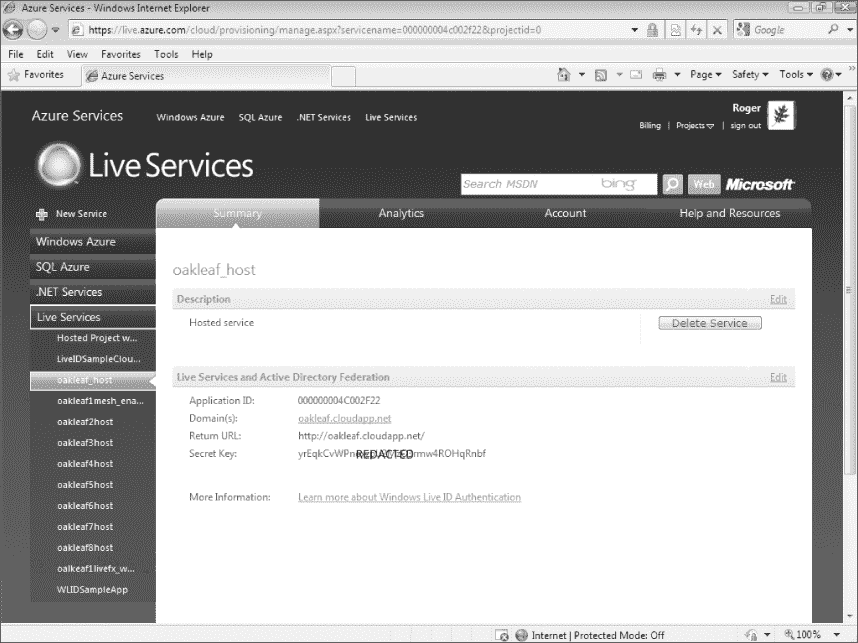 Azure Services - Windows Internet Explorer
https://live.azure.com/cloud/provisioning/manage.aspx?servicename=000000004c002f22&projectid=0
Google
File Edit View Favorites Tools Help
Favorites
Azure Services
Page Safety Tools
Azure Services
Windows Azure SQL Azure .NET Services Live Services
Roger
Billing | Projects | sign out
Live Services
Search MSDN bing
Web
Microsoft
New Service
Summary
Analytics
Account
Help and Resources
Windows Azure
SQL Azure
.NET Services
Live Services
Hosted Project w...
LiveIDSampleClou...
oakleaf_host
oakleaf1mesh_ena...
oakleaf2host
oakleaf3host
oakleaf4host
oakleaf5host
oakleaf6host
oakleaf7host
oakleaf8host
oalkeaf1livefx_w...
WLIDSampleApp
oakleaf_host
Description
Edit
Hosted service
Delete Service
Live Services and Active Directory Federation
Edit
Application ID: 000000004C002F22
Domain(s): oakleaf.cloudapp.net
Return URL: http://oakleaf.cloudapp.net/
Secret Key: REDACTED
More Information: Learn more about Windows Live ID Authentication
Internet | Protected Mode: Off
100%